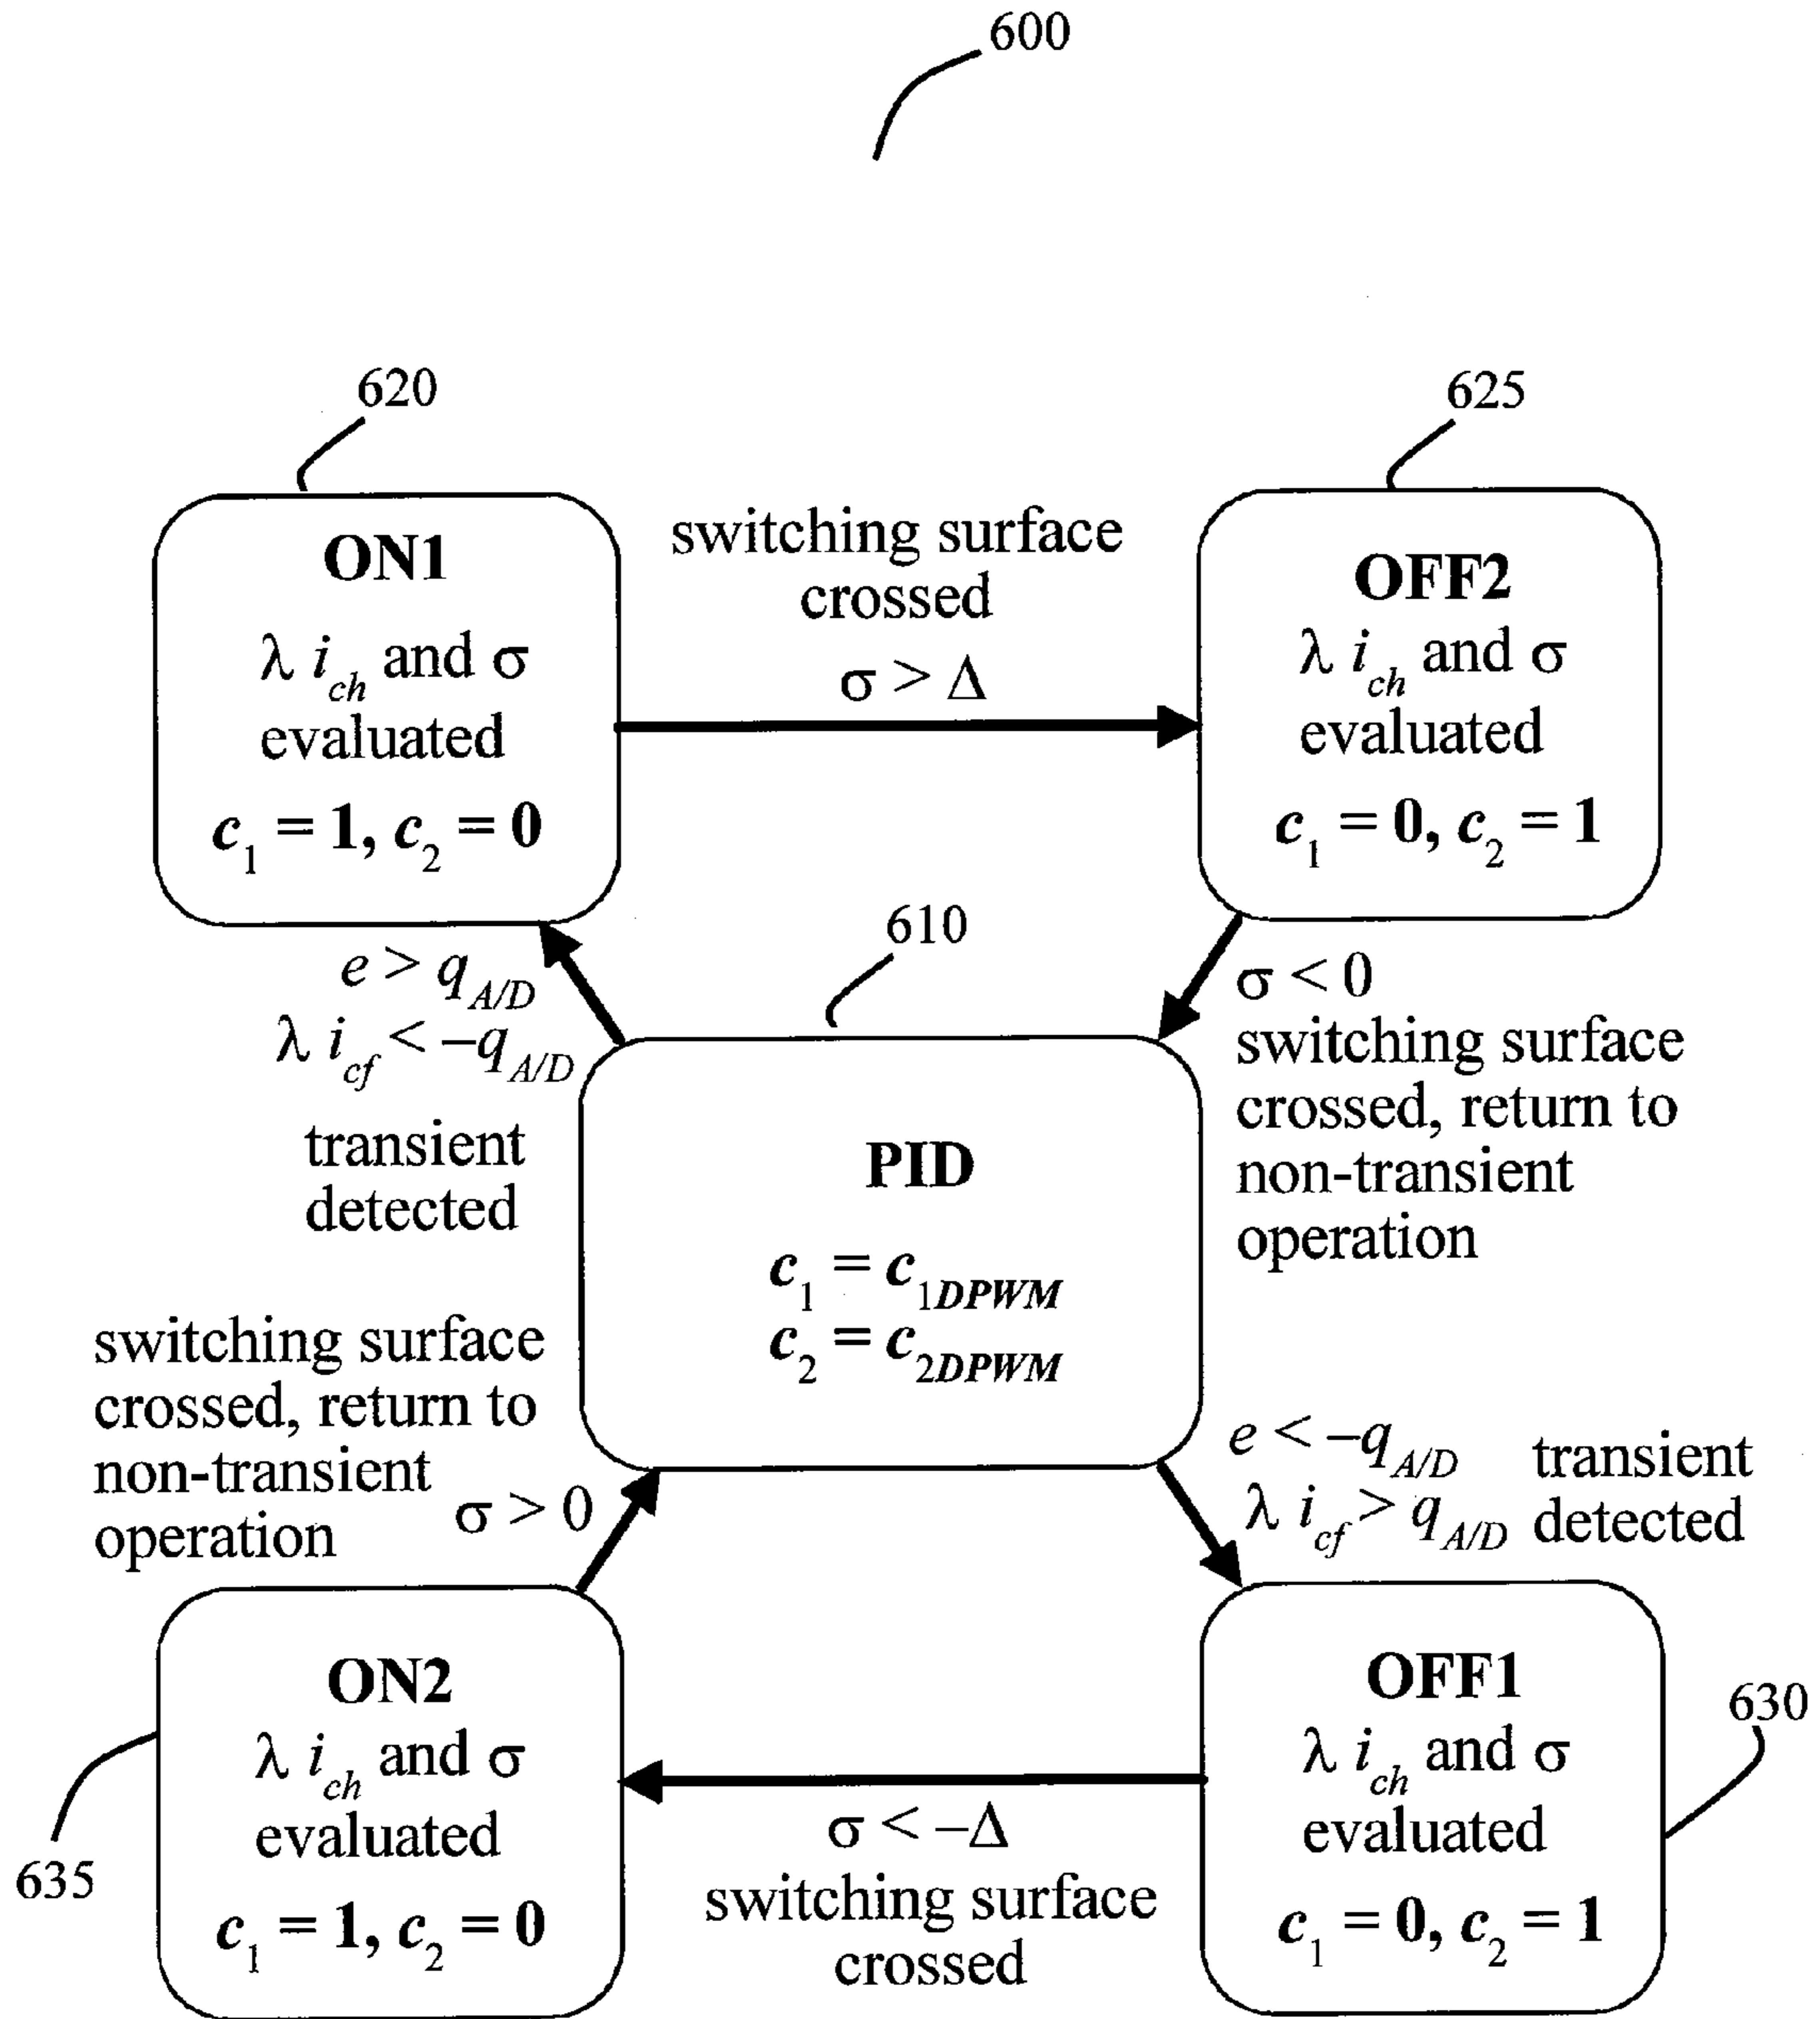 600
620
625
ON1
λ i_ch and σ
evaluated
c_1 = 1, c_2 = 0
switching surface
crossed
σ > Δ
OFF2
λ i_ch and σ
evaluated
c_1 = 0, c_2 = 1
e > q_A/D
λ i_cf < −q_A/D
transient
detected
610
σ < 0
switching surface
crossed, return to
non-transient
operation
PID
c_1 = c_1DPWM
c_2 = c_2DPWM
switching surface
crossed, return to
non-transient
operation
σ > 0
e < −q_A/D
λ i_cf > q_A/D
transient
detected
ON2
λ i_ch and σ
evaluated
c_1 = 1, c_2 = 0
635
σ < −Δ
switching surface
crossed
OFF1
λ i_ch and σ
evaluated
c_1 = 0, c_2 = 1
630